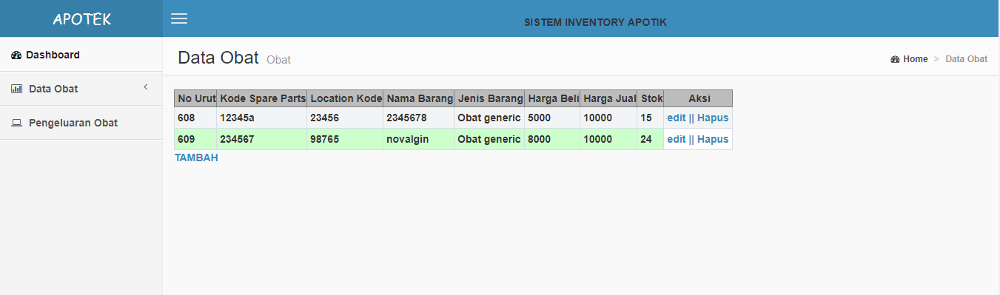 APOTEK
SISTEM INVENTORY APOTIK
Dashboard
Data Obat
Pengeluaran Obat
Data Obat Obat
Home > Data Obat
No Urut Kode Spare Parts Location Kode Nama Barang Jenis Barang Harga Beli Harga Jual Stok Aksi
608 12345a 23456 2345678 Obat generic 5000 10000 15 edit || Hapus
609 234567 98765 novalgin Obat generic 8000 10000 24 edit || Hapus
TAMBAH